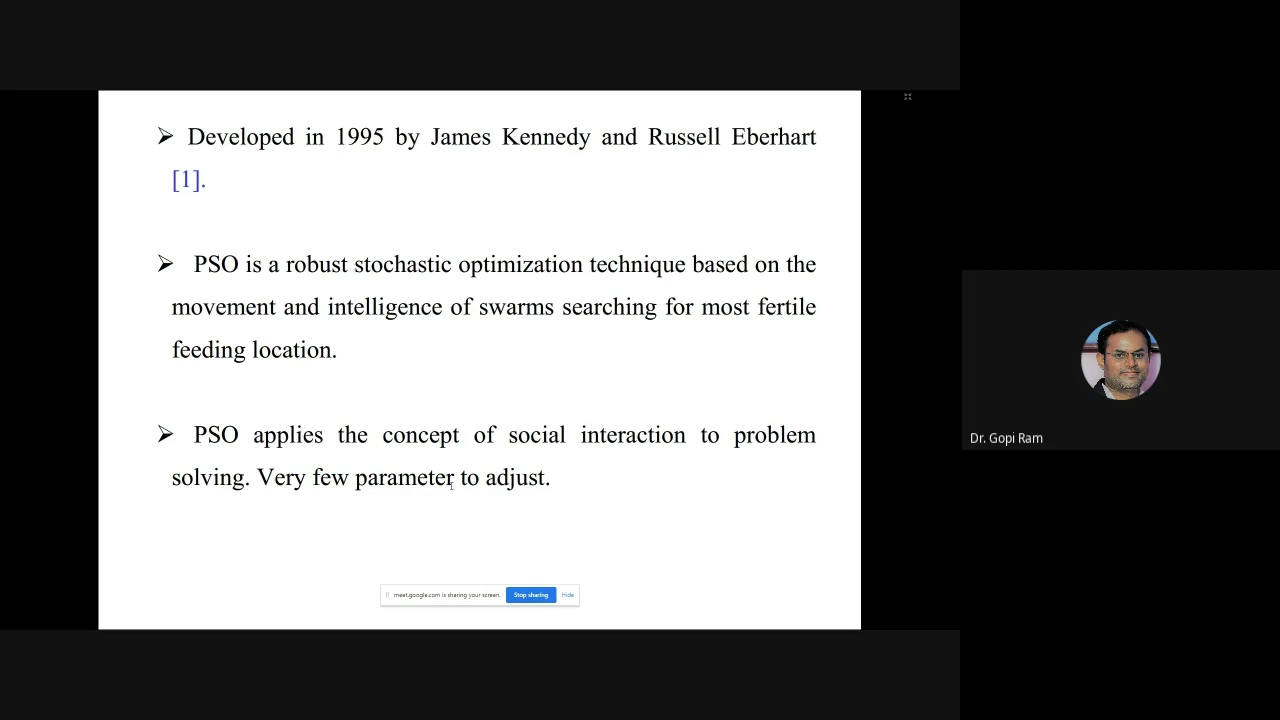 ➢ Developed in 1995 by James Kennedy and Russell Eberhart
[1].
➢ PSO is a robust stochastic optimization technique based on the
movement and intelligence of swarms searching for most fertile
feeding location.
➢ PSO applies the concept of social interaction to problem
solving. Very few parameter to adjust.
meet.google.com is sharing your screen. Stop sharing Hide
Dr. Gopi Ram